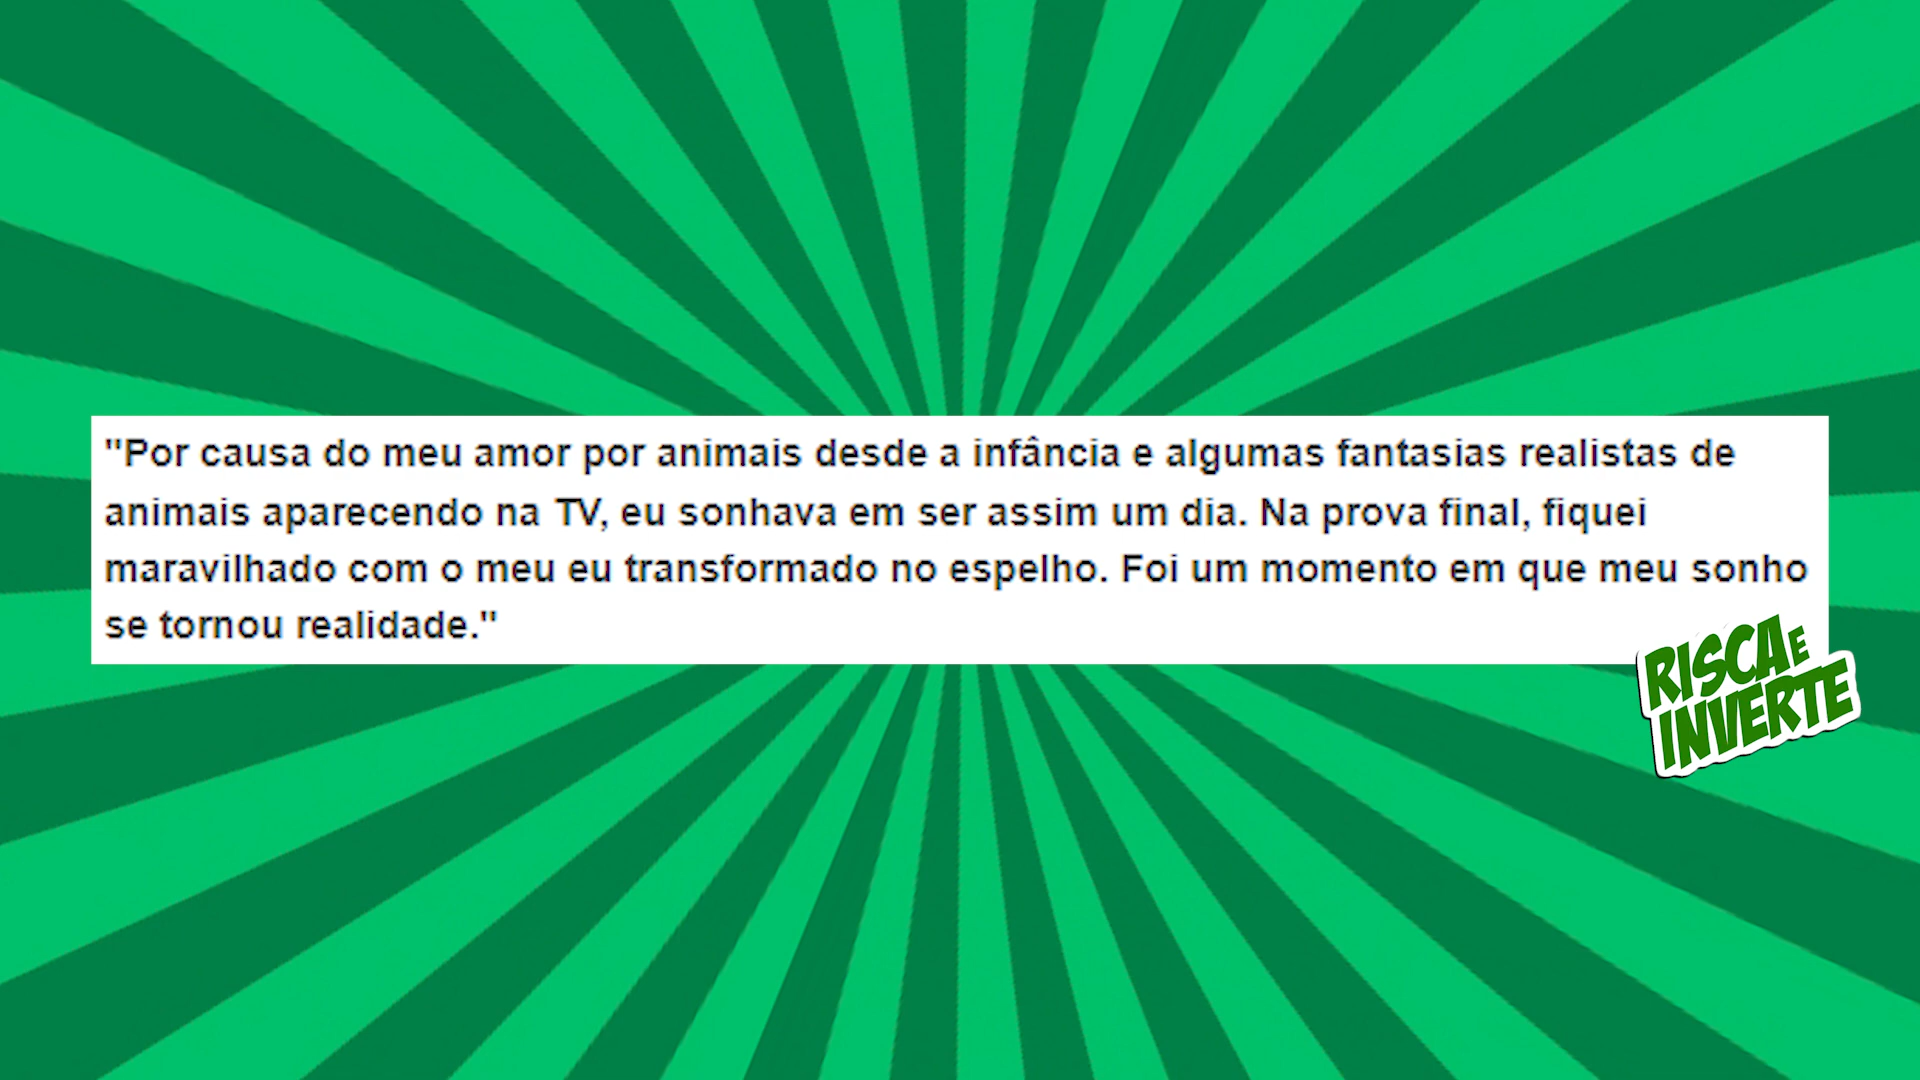 "Por causa do meu amor por animais desde a infância e algumas fantasias realistas de
animais aparecendo na TV, eu sonhava em ser assim um dia. Na prova final, fiquei
maravilhado com o meu eu transformado no espelho. Foi um momento em que meu sonho
se tornou realidade."
RISCA E
INVERTE